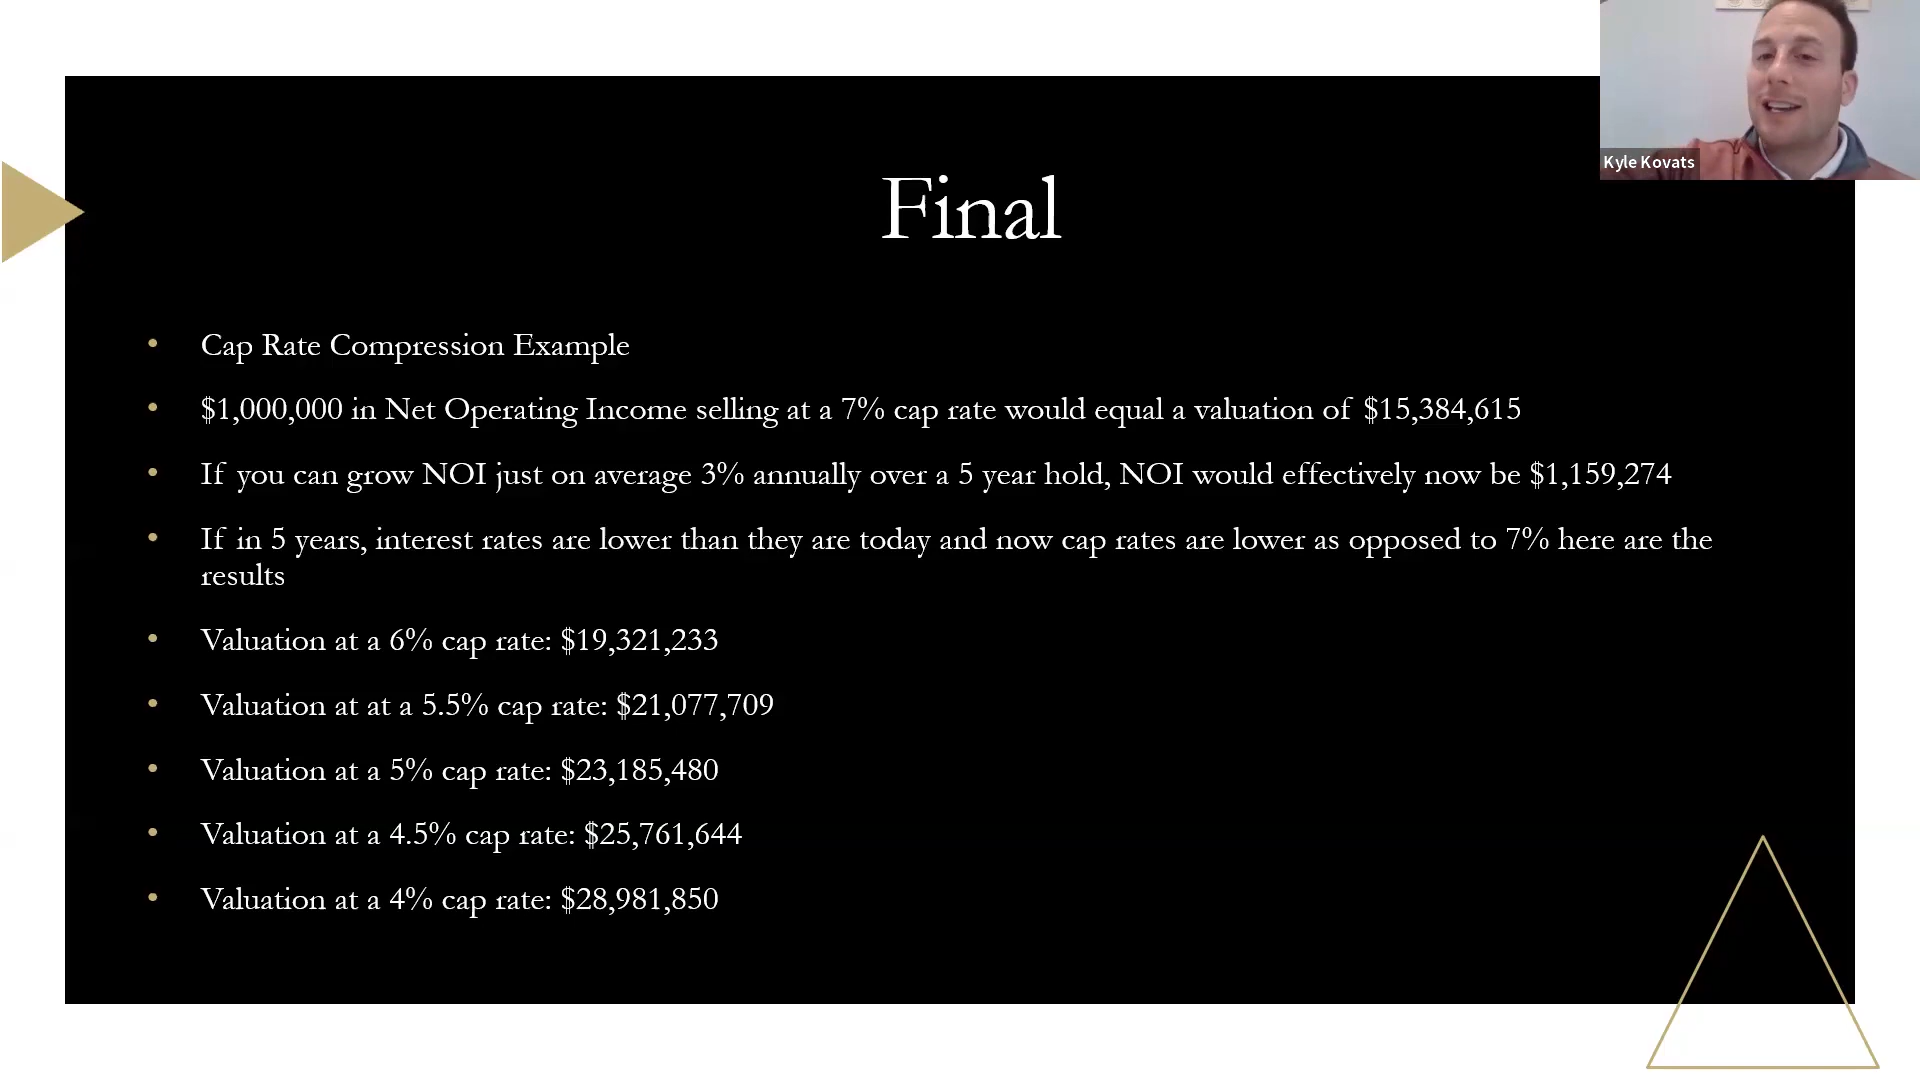 Kyle Kovats
Final
• Cap Rate Compression Example
• $1,000,000 in Net Operating Income selling at a 7% cap rate would equal a valuation of $15,384,615
• If you can grow NOI just on average 3% annually over a 5 year hold, NOI would effectively now be $1,159,274
• If in 5 years, interest rates are lower than they are today and now cap rates are lower as opposed to 7% here are the
results
• Valuation at a 6% cap rate: $19,321,233
• Valuation at at a 5.5% cap rate: $21,077,709
• Valuation at a 5% cap rate: $23,185,480
• Valuation at a 4.5% cap rate: $25,761,644
• Valuation at a 4% cap rate: $28,981,850